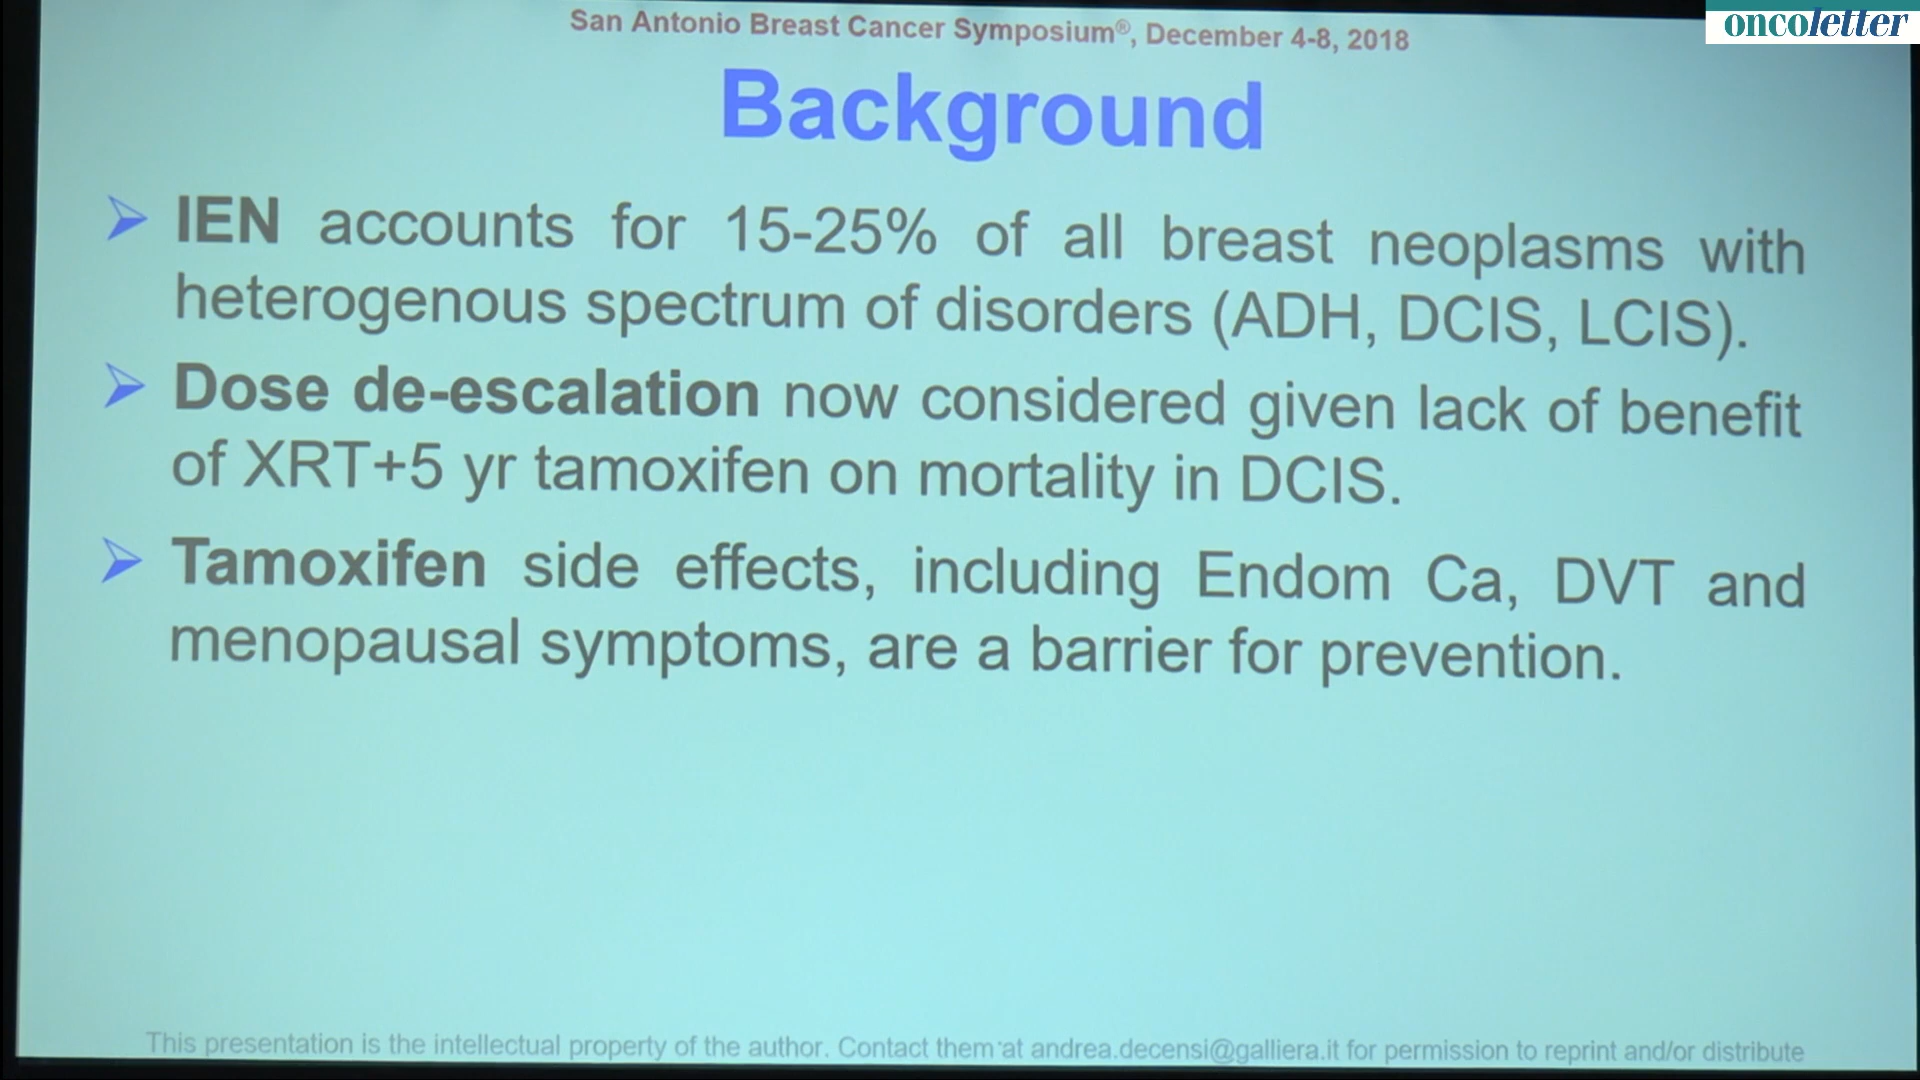 oncoletter
San Antonio Breast Cancer Symposium®, December 4-8, 2018
Background
➢ IEN accounts for 15-25% of all breast neoplasms with
heterogenous spectrum of disorders (ADH, DCIS, LCIS).
➢ Dose de-escalation now considered given lack of benefit
of XRT+5 yr tamoxifen on mortality in DCIS.
➢ Tamoxifen side effects, including Endom Ca, DVT and
menopausal symptoms, are a barrier for prevention.
This presentation is the intellectual property of the author. Contact them at andrea.decensi@galliera.it for permission to reprint and/or distribute